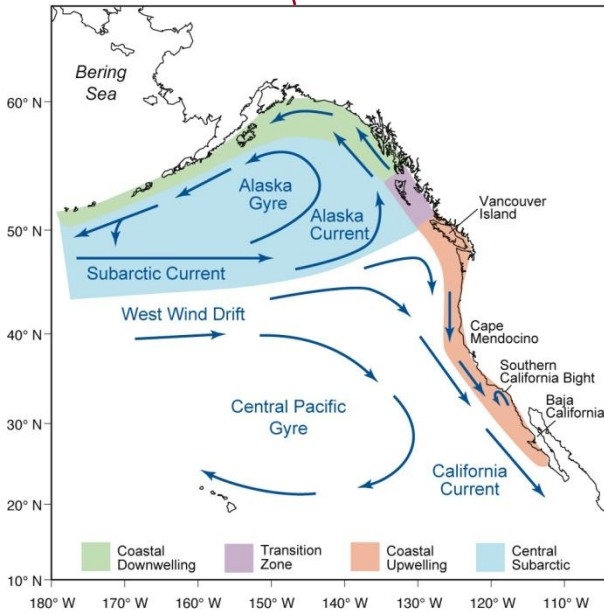 Bering
Sea
60° N
Alaska
Gyre
Alaska
Current
Vancouver
Island
50° N
Subarctic Current
West Wind Drift
40° N
Cape
Mendocino
Southern
California Bight
Baja
California
Central Pacific
Gyre
30° N
California
Current
20° N
Coastal
Downwelling
Transition
Zone
Coastal
Upwelling
Central
Subarctic
10° N
180° W
170° W
160° W
150° W
140° W
130° W
120° W
110° W